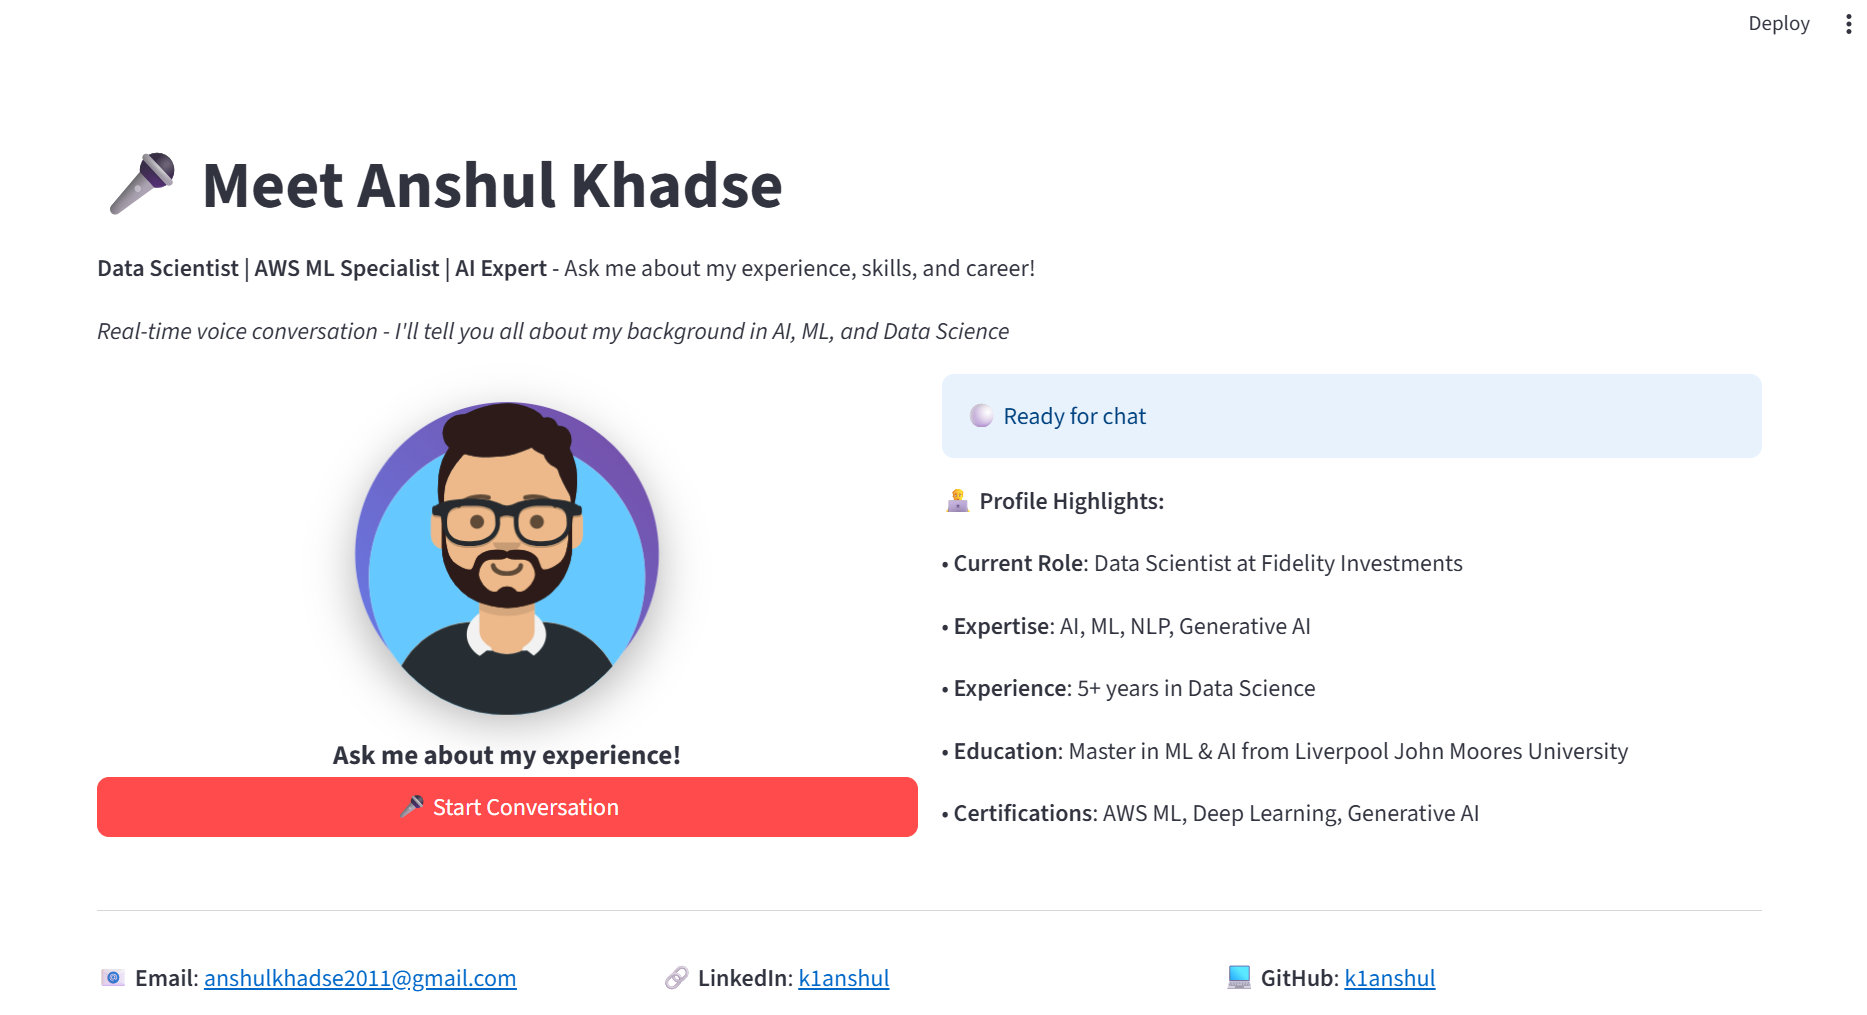 Deploy
Meet Anshul Khadse
Data Scientist | AWS ML Specialist | AI Expert - Ask me about my experience, skills, and career!
Real-time voice conversation - I'll tell you all about my background in AI, ML, and Data Science
Ready for chat
Profile Highlights:
• Current Role: Data Scientist at Fidelity Investments
• Expertise: AI, ML, NLP, Generative AI
• Experience: 5+ years in Data Science
• Education: Master in ML & AI from Liverpool John Moores University
• Certifications: AWS ML, Deep Learning, Generative AI
Ask me about my experience!
Start Conversation
Email: anshulkhadse2011@gmail.com
LinkedIn: k1anshul
GitHub: k1anshul